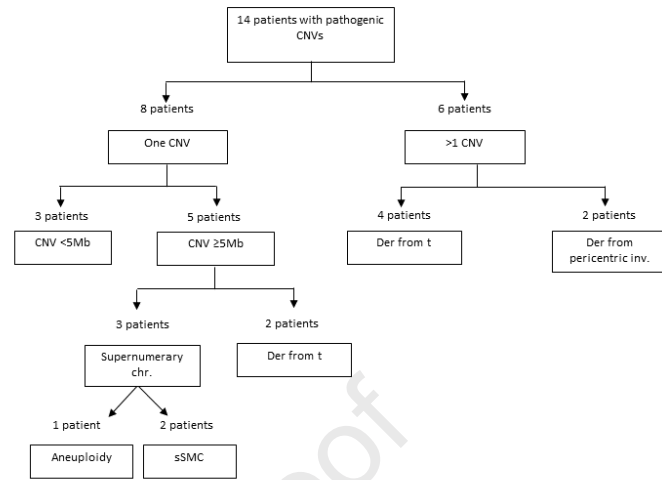 14 patients with pathogenic
CNVs
8 patients
6 patients
One CNV
>1 CNV
3 patients
5 patients
4 patients
2 patients
CNV <5Mb
CNV ≥5Mb
Der from t
Der from
pericentric inv.
3 patients
2 patients
Supernumerary
chr.
Der from t
1 patient
2 patients
Aneuploidy
sSMC
oof